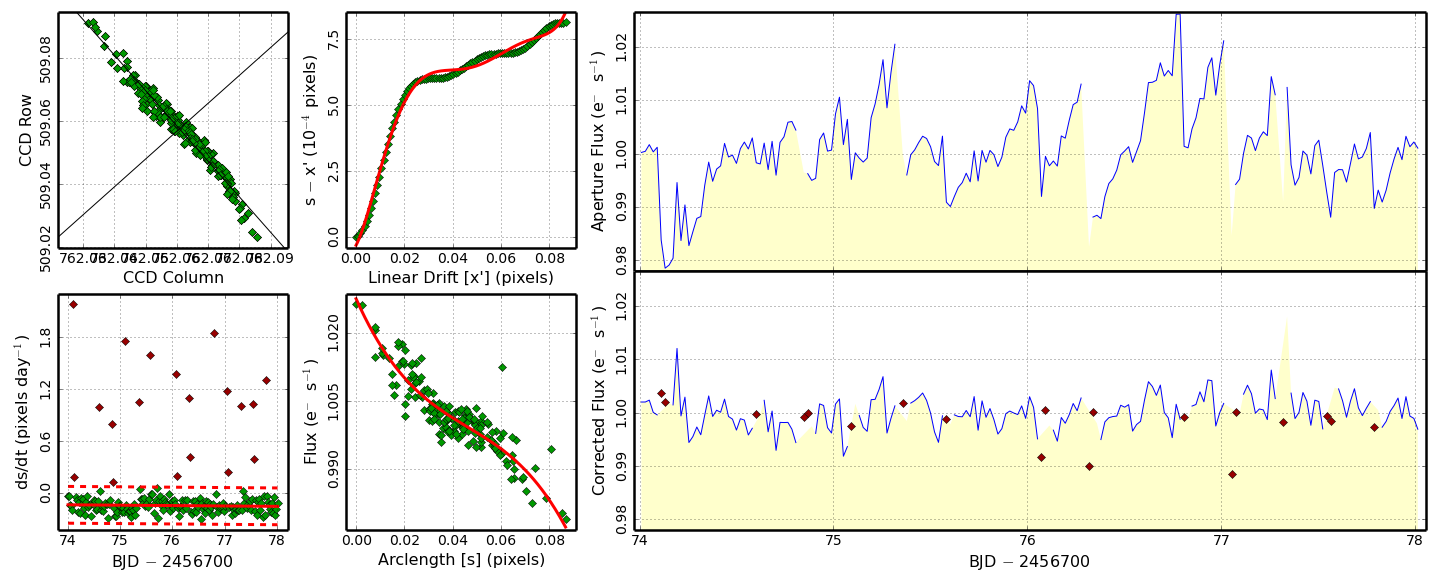 509.08
509.06
509.04
509.02
CCD Row
762.09
CCD Column
7.5
5.0
2.5
0.0
s − x' (10⁻⁴ pixels)
0.00 0.02 0.04 0.06 0.08
Linear Drift [x'] (pixels)
1.02
1.01
1.00
0.99
0.98
Aperture Flux (e⁻ s⁻¹)
1.8
1.2
0.6
0.0
ds/dt (pixels day⁻¹)
74 75 76 77 78
BJD − 2456700
1.020
1.005
0.990
Flux (e⁻ s⁻¹)
0.00 0.02 0.04 0.06 0.08
Arclength [s] (pixels)
1.02
1.01
1.00
0.99
0.98
Corrected Flux (e⁻ s⁻¹)
74 75 76 77 78
BJD − 2456700